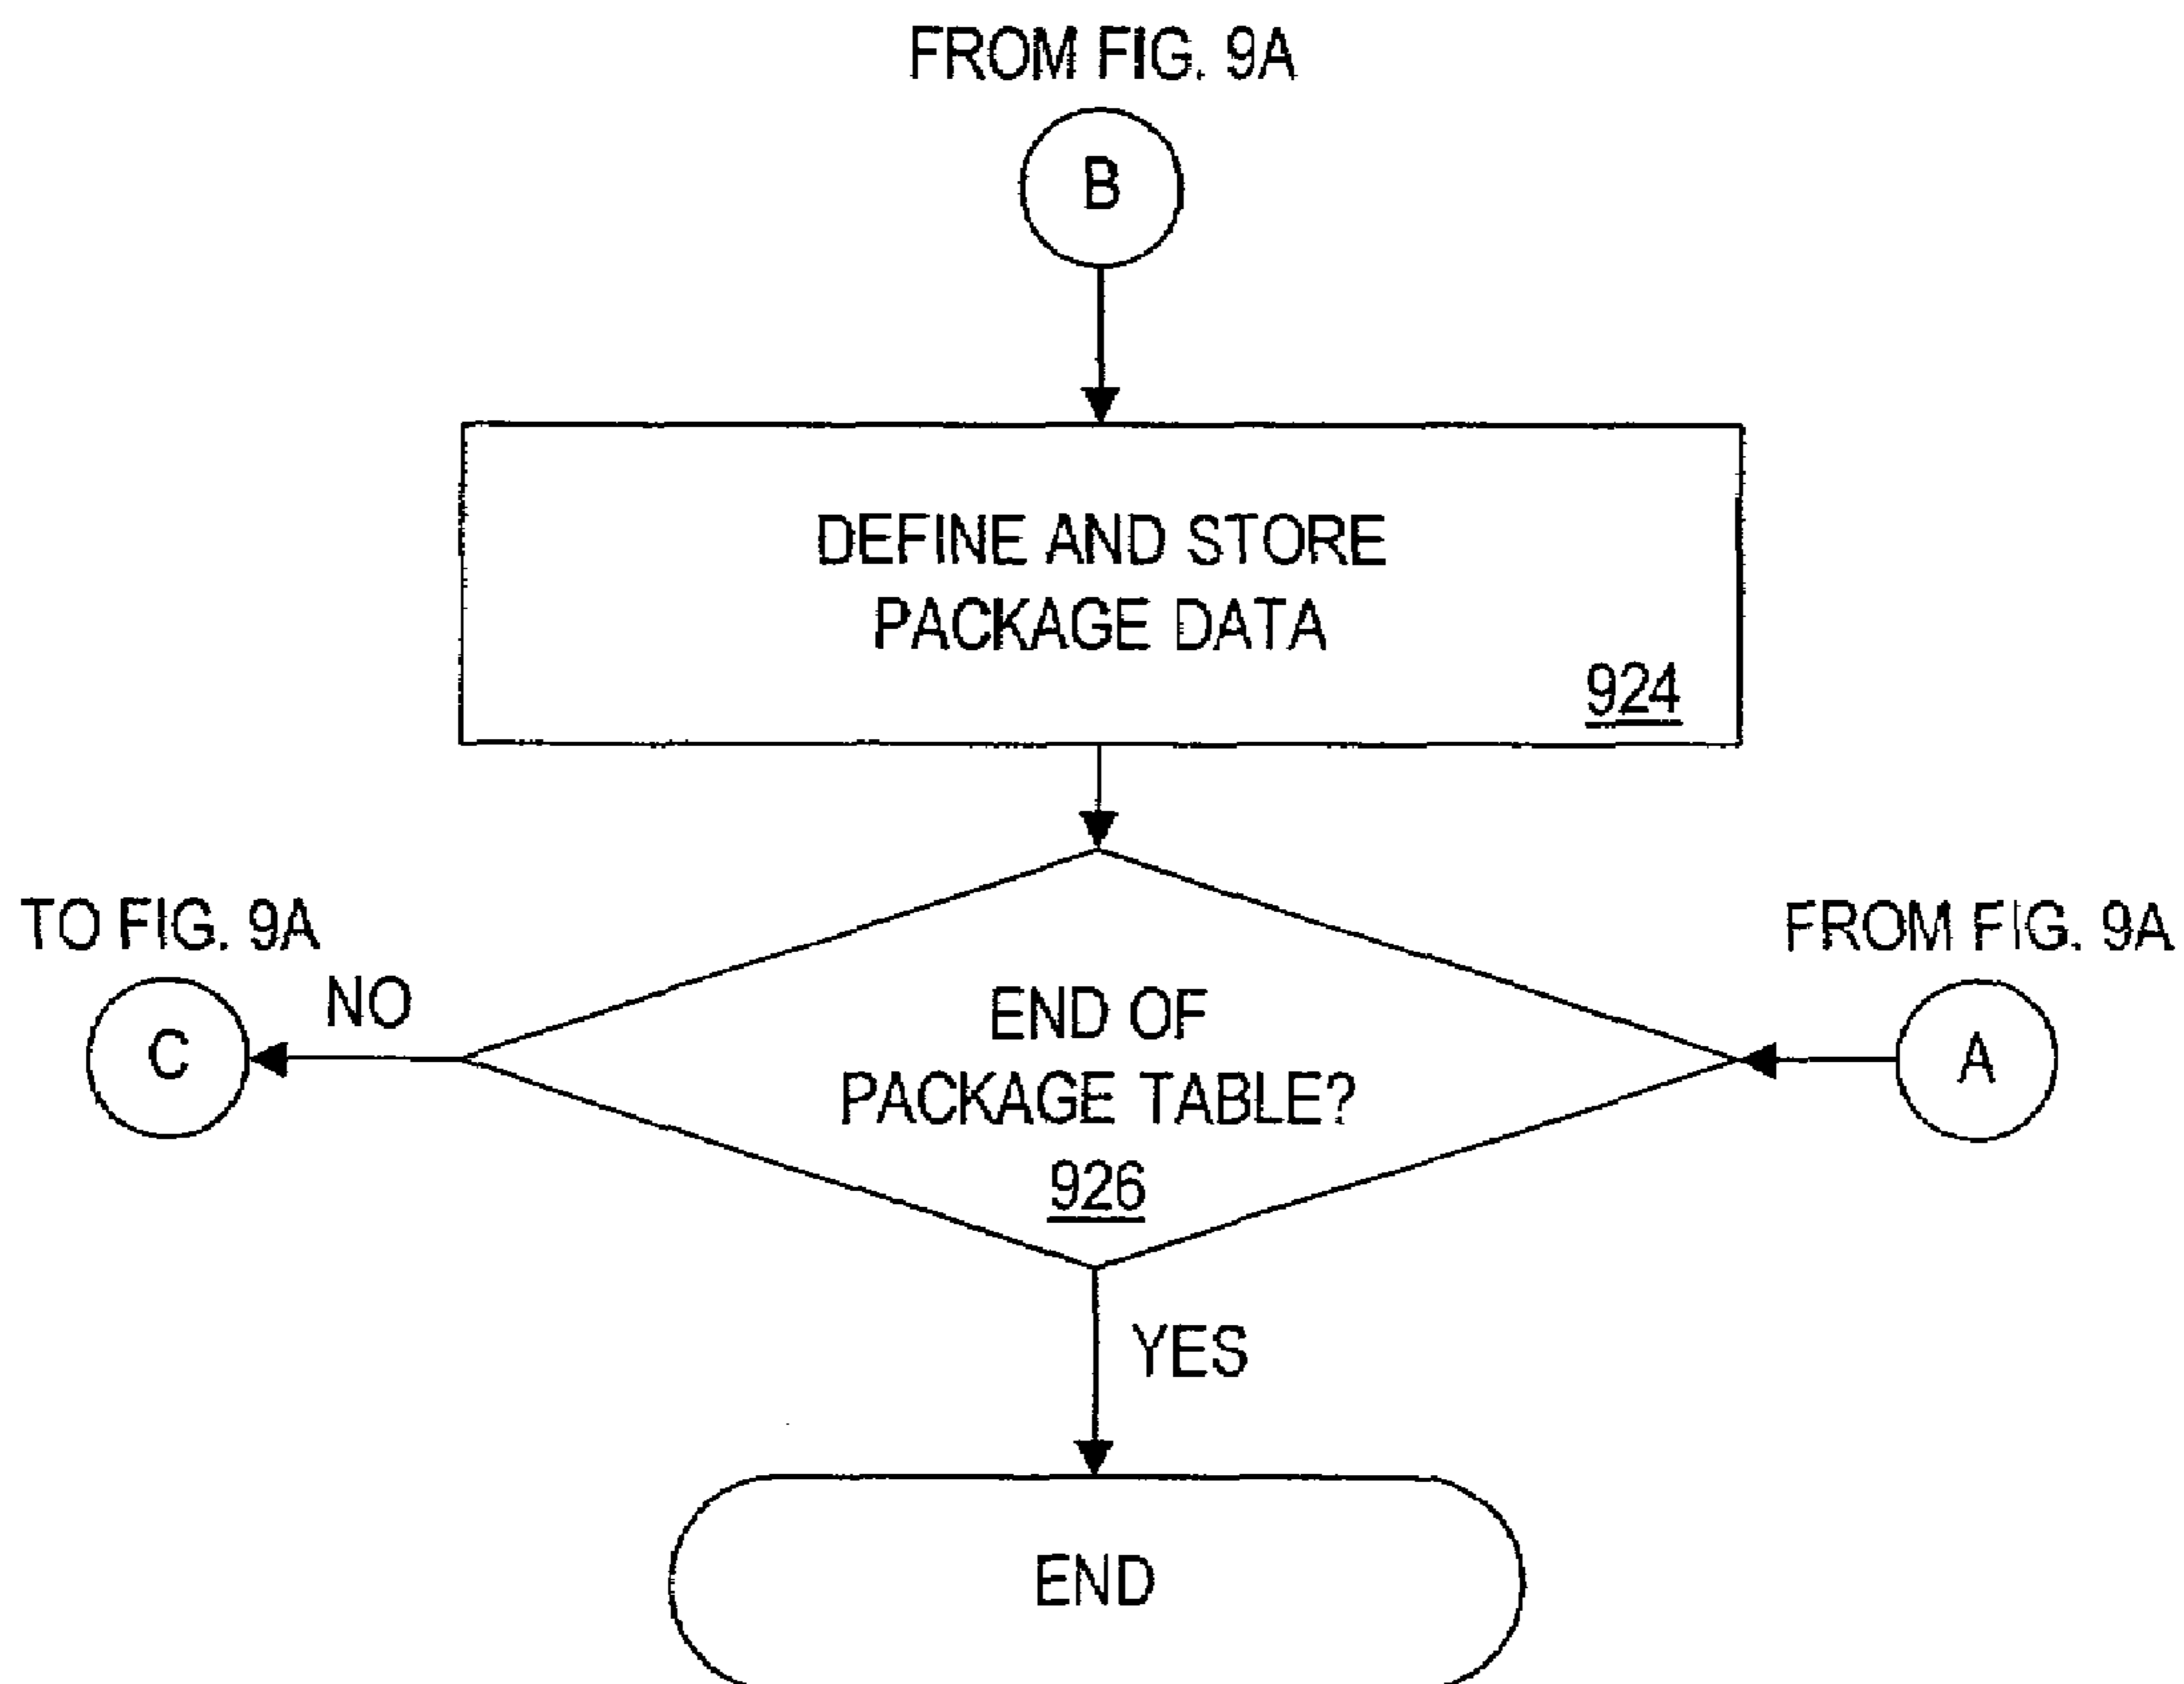 FROM FIG. 9A
B
DEFINE AND STORE
PACKAGE DATA
924
TO FIG. 9A
FROM FIG. 9A
NO
C
END OF
PACKAGE TABLE?
926
A
YES
END